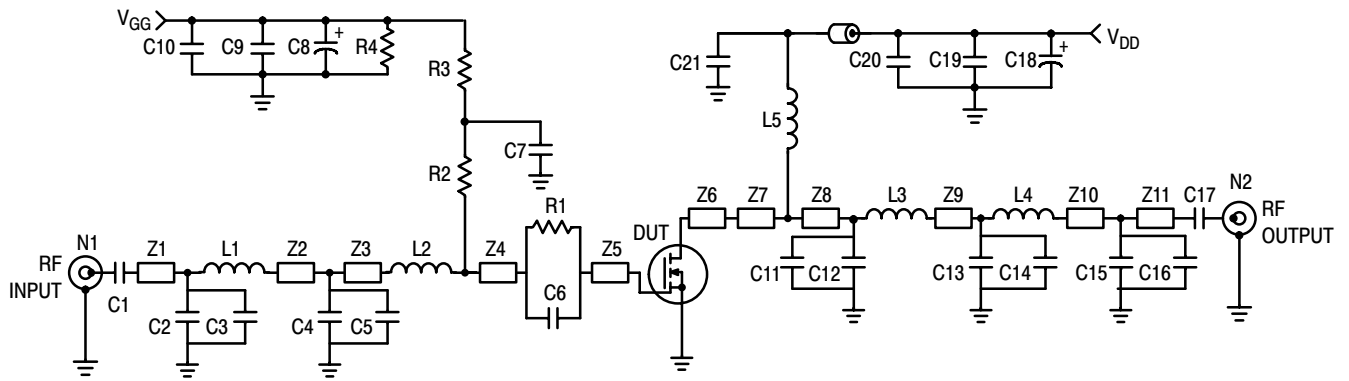 V_GG
C10
C9
C8
+
R4
R3
C7
R2
C21
L5
C20
C19
C18
+
V_DD
N1
RF
INPUT
C1
Z1
L1
Z2
Z3
L2
Z4
R1
C6
Z5
DUT
C2
C3
C4
C5
Z6
Z7
Z8
L3
Z9
L4
Z10
Z11
C17
N2
RF
OUTPUT
C11
C12
C13
C14
C15
C16